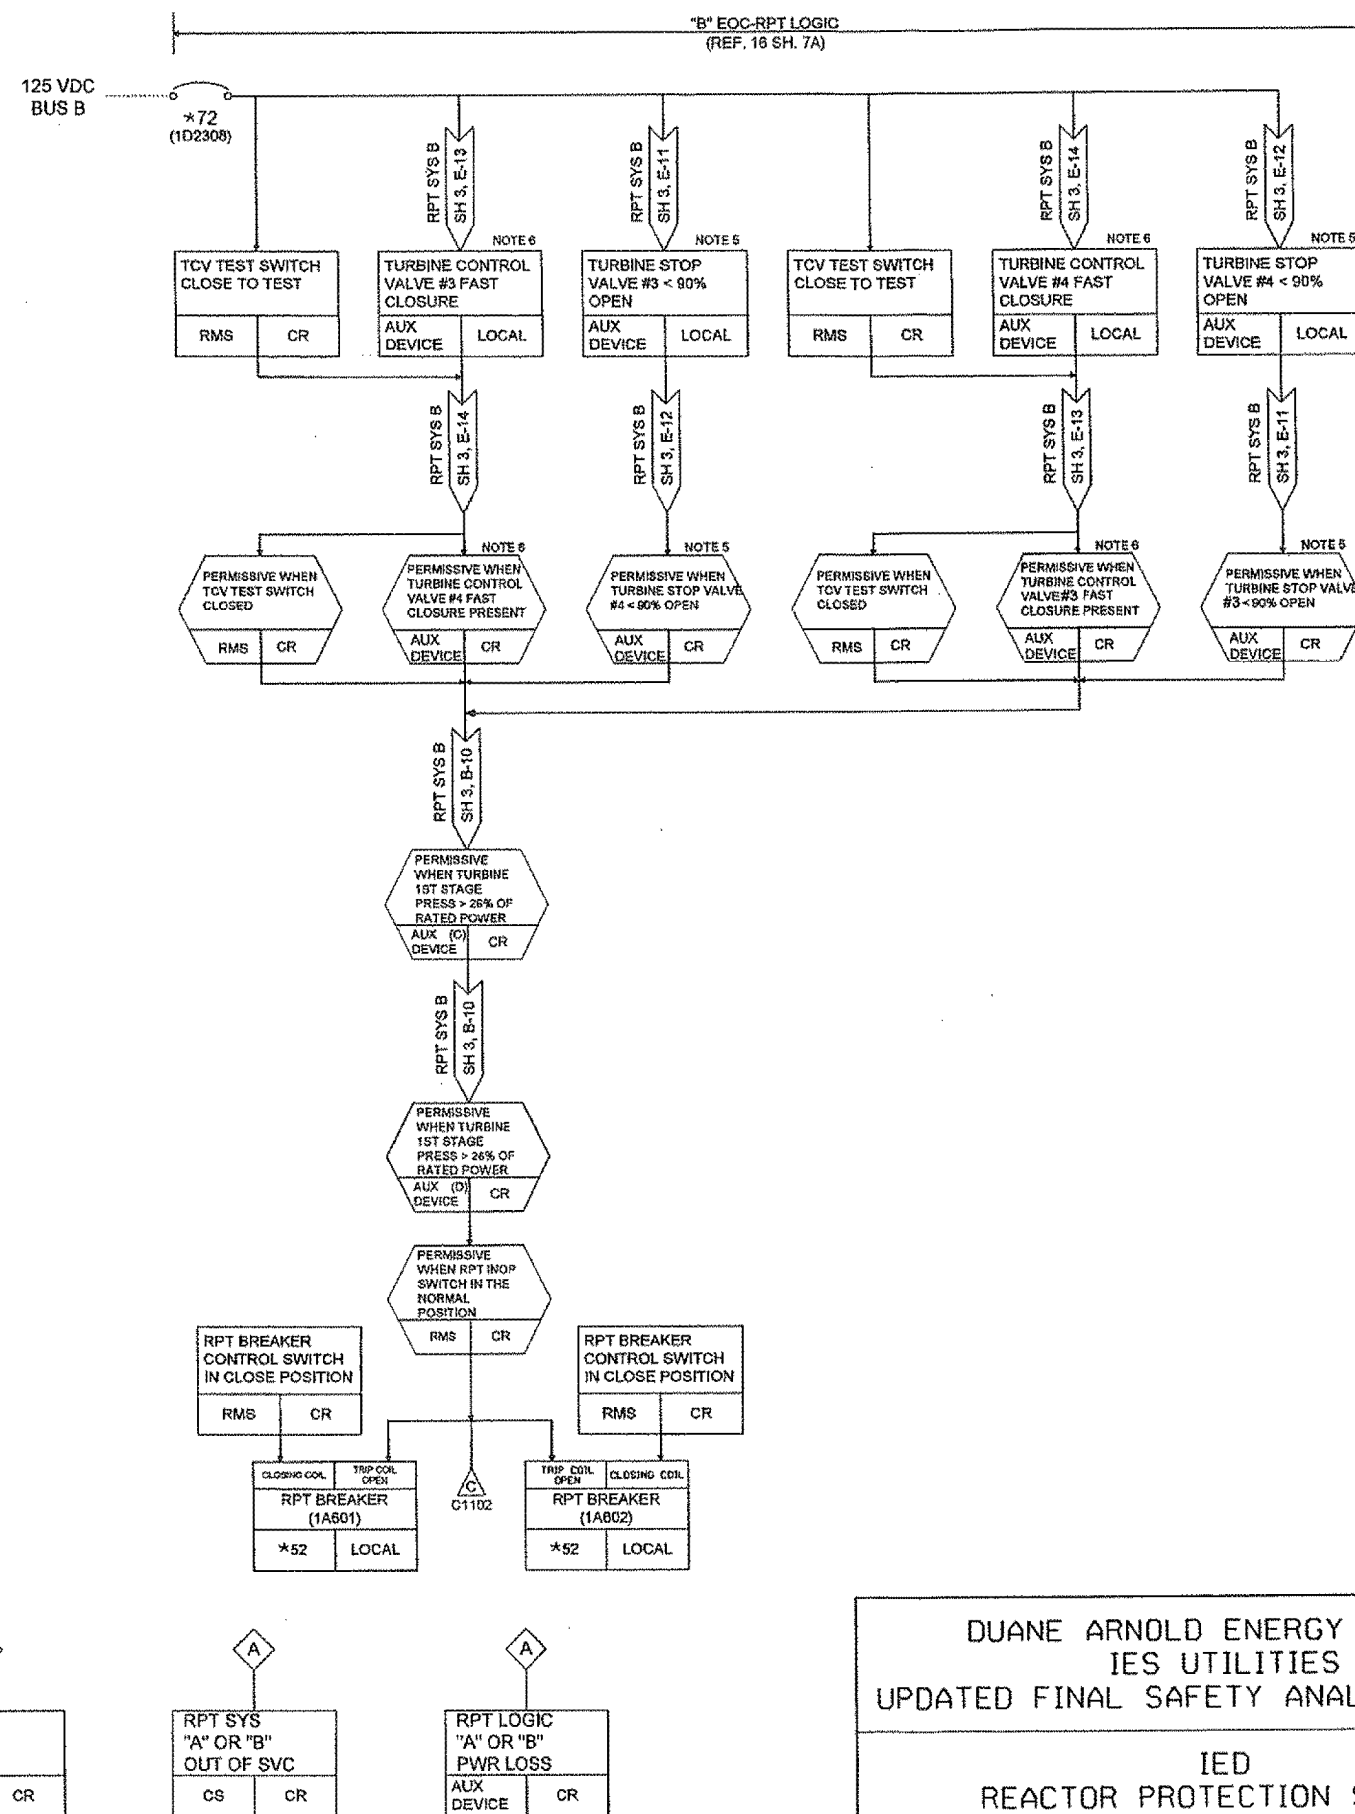 "B" EOC-RPT LOGIC
(REF. 16 SH. 7A)
125 VDC
BUS B
*72
(1D2308)
RPT SYS B
SH 3, E-13
RPT SYS B
SH 3, E-11
RPT SYS B
SH 3, E-14
RPT SYS B
SH 3, E-12
TCV TEST SWITCH
CLOSE TO TEST
RMS CR
NOTE 6
TURBINE CONTROL
VALVE #3 FAST
CLOSURE
AUX
DEVICE
LOCAL
NOTE 5
TURBINE STOP
VALVE #3 < 90%
OPEN
AUX
DEVICE
LOCAL
TCV TEST SWITCH
CLOSE TO TEST
RMS CR
NOTE 6
TURBINE CONTROL
VALVE #4 FAST
CLOSURE
AUX
DEVICE
LOCAL
NOTE 5
TURBINE STOP
VALVE #4 < 90%
OPEN
AUX
DEVICE
LOCAL
RPT SYS B
SH 3, E-14
RPT SYS B
SH 3, E-12
RPT SYS B
SH 3, E-13
RPT SYS B
SH 3, E-11
PERMISSIVE WHEN
TCV TEST SWITCH
CLOSED
RMS CR
NOTE 6
PERMISSIVE WHEN
TURBINE CONTROL
VALVE #4 FAST
CLOSURE PRESENT
AUX
DEVICE
CR
NOTE 5
PERMISSIVE WHEN
TURBINE STOP VALVE
#4 < 90% OPEN
AUX
DEVICE
CR
PERMISSIVE WHEN
TCV TEST SWITCH
CLOSED
RMS CR
NOTE 6
PERMISSIVE WHEN
TURBINE CONTROL
VALVE#3 FAST
CLOSURE PRESENT
AUX
DEVICE
CR
NOTE 5
PERMISSIVE WHEN
TURBINE STOP VALVE
#3 < 90% OPEN
AUX
DEVICE
CR
RPT SYS B
SH 3, B-10
PERMISSIVE
WHEN TURBINE
1ST STAGE
PRESS > 26% OF
RATED POWER
AUX (C)
DEVICE
CR
RPT SYS B
SH 3, B-10
PERMISSIVE
WHEN TURBINE
1ST STAGE
PRESS > 26% OF
RATED POWER
AUX (D)
DEVICE
CR
PERMISSIVE
WHEN RPT INOP
SWITCH IN THE
NORMAL
POSITION
RMS CR
RPT BREAKER
CONTROL SWITCH
IN CLOSE POSITION
RMS CR
RPT BREAKER
CONTROL SWITCH
IN CLOSE POSITION
RMS CR
CLOSING COIL
TRIP COIL
OPEN
RPT BREAKER
(1A601)
*52 LOCAL
C
C1102
TRIP COIL
OPEN
CLOSING COIL
RPT BREAKER
(1A602)
*52 LOCAL
CR
A
RPT SYS
"A" OR "B"
OUT OF SVC
CS CR
A
RPT LOGIC
"A" OR "B"
PWR LOSS
AUX
DEVICE
CR
DUANE ARNOLD ENERGY
IES UTILITIES
UPDATED FINAL SAFETY ANAL
IED
REACTOR PROTECTION